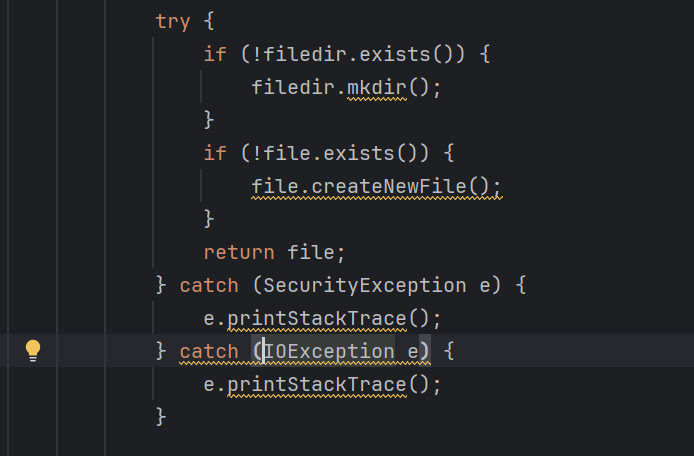 try {
if (!filedir.exists()) {
filedir.mkdir();
}
if (!file.exists()) {
file.createNewFile();
}
return file;
} catch (SecurityException e) {
e.printStackTrace();
} catch (IOException e) {
e.printStackTrace();
}